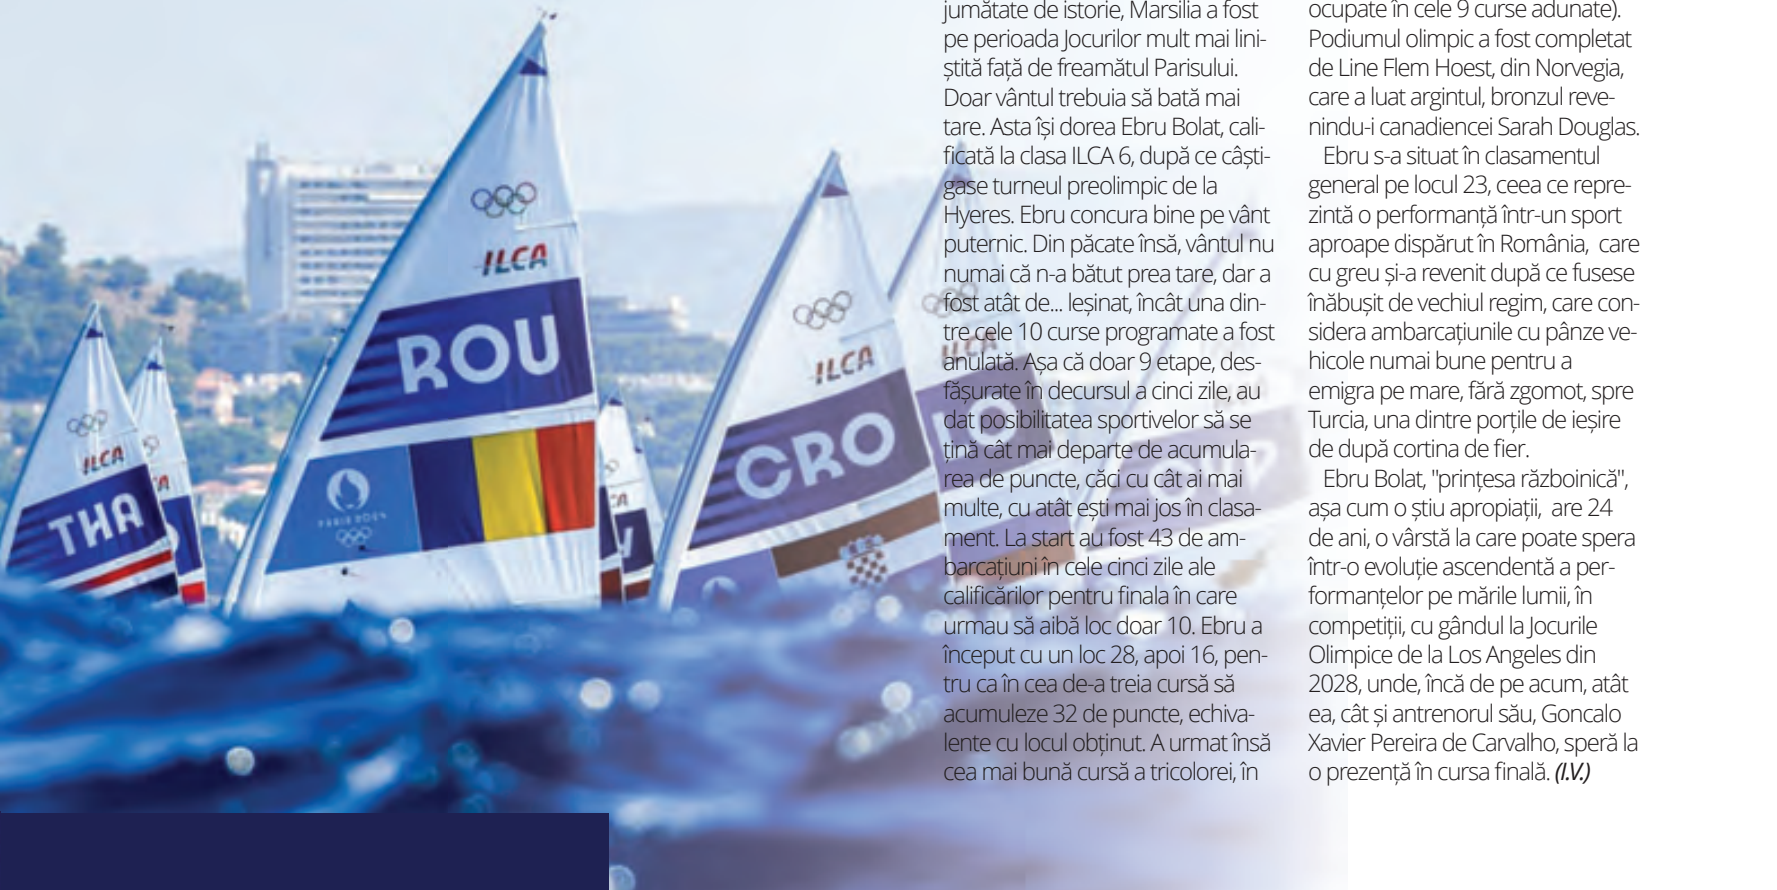 ILCA
ROU
PARIS 2024
ILCA
THA
ILCA
CRO
ILCA
jumătate de istorie, Marsilia a fost
pe perioada Jocurilor mult mai lini-
ștită față de freamătul Parisului.
Doar vântul trebuia să bată mai
tare. Asta își dorea Ebru Bolat, cali-
ficată la clasa ILCA 6, după ce câști-
gase turneul preolimpic de la
Hyeres. Ebru concura bine pe vânt
puternic. Din păcate însă, vântul nu
numai că n-a bătut prea tare, dar a
fost atât de... leșinat, încât una din-
tre cele 10 curse programate a fost
anulată. Așa că doar 9 etape, des-
fășurate în decursul a cinci zile, au
dat posibilitatea sportivelor să se
țină cât mai departe de acumula-
rea de puncte, căci cu cât ai mai
multe, cu atât ești mai jos în clasa-
ment. La start au fost 43 de am-
barcațiuni în cele cinci zile ale
calificărilor pentru finala în care
urmau să aibă loc doar 10. Ebru a
început cu un loc 28, apoi 16, pen-
tru ca în cea de-a treia cursă să
acumuleze 32 de puncte, echiva-
lente cu locul obținut. A urmat însă
cea mai bună cursă a tricolorei, în
ocupate în cele 9 curse adunate).
Podiumul olimpic a fost completat
de Line Flem Hoest, din Norvegia,
care a luat argintul, bronzul reve-
nindu-i canadiencei Sarah Douglas.
Ebru s-a situat în clasamentul
general pe locul 23, ceea ce repre-
zintă o performanță într-un sport
aproape dispărut în România, care
cu greu și-a revenit după ce fusese
înăbușit de vechiul regim, care con-
sidera ambarcațiunile cu pânze ve-
hicole numai bune pentru a
emigra pe mare, fără zgomot, spre
Turcia, una dintre porțile de ieșire
de după cortina de fier.
Ebru Bolat, "prințesa războinică",
așa cum o știu apropiații, are 24
de ani, o vârstă la care poate spera
într-o evoluție ascendentă a per-
formanțelor pe mările lumii, în
competiții, cu gândul la Jocurile
Olimpice de la Los Angeles din
2028, unde, încă de pe acum, atât
ea, cât și antrenorul său, Goncalo
Xavier Pereira de Carvalho, speră la
o prezență în cursa finală. (I.V.)